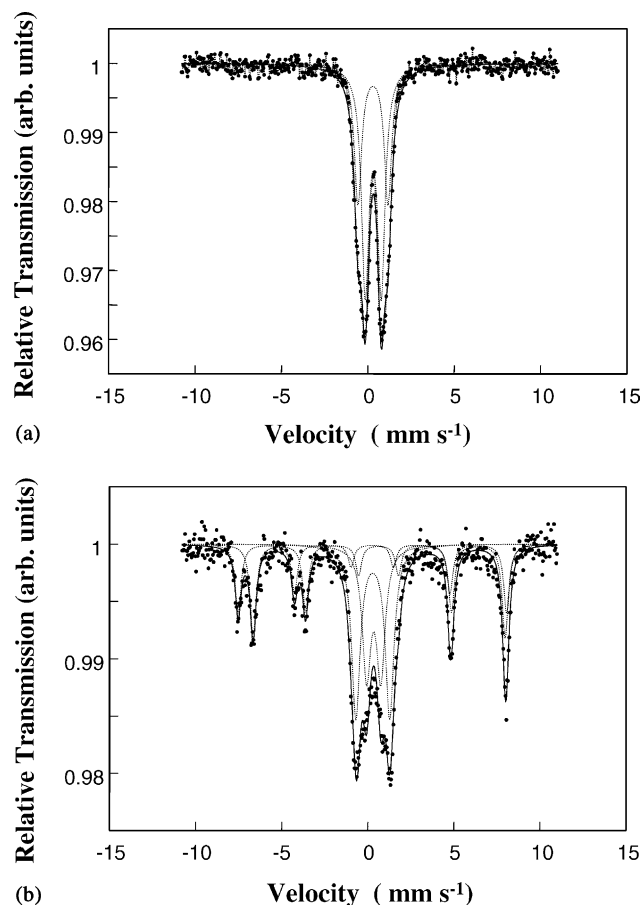 Relative Transmission (arb. units)
1
0.99
0.98
0.97
0.96
-15 -10 -5 0 5 10 15
(a)
Velocity ( mm s-1)
Relative Transmission (arb. units)
1
0.99
0.98
-15 -10 -5 0 5 10 15
(b)
Velocity ( mm s-1)